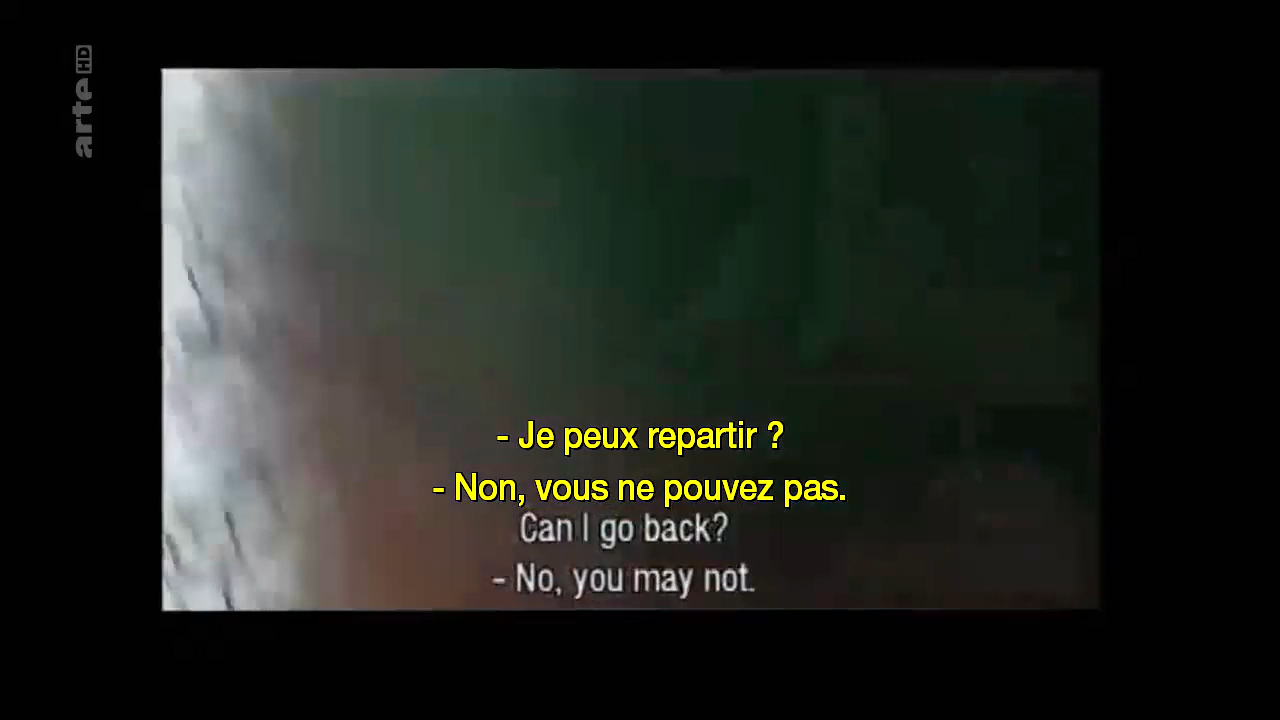 arte HD
- Je peux repartir ?
- Non, vous ne pouvez pas.
Can I go back?
- No, you may not.